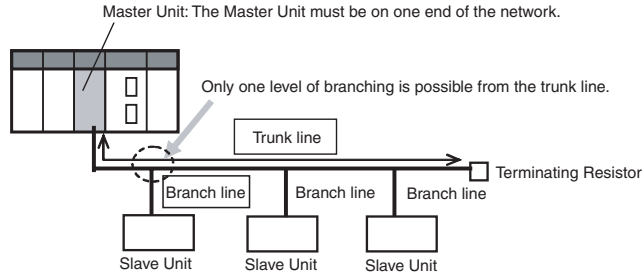 Master Unit: The Master Unit must be on one end of the network.
Only one level of branching is possible from the trunk line.
Trunk line
Terminating Resistor
Branch line
Branch line
Branch line
Slave Unit
Slave Unit
Slave Unit